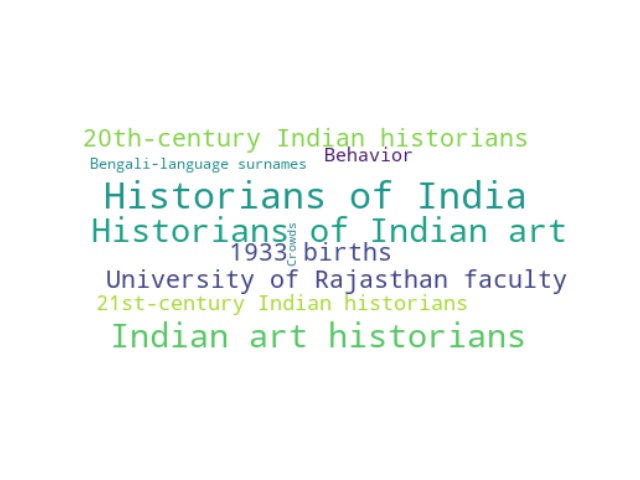 20th-century Indian historians
Behavior
Bengali-language surnames
Historians of India
Historians of Indian art
Crowds
1933 births
University of Rajasthan faculty
21st-century Indian historians
Indian art historians